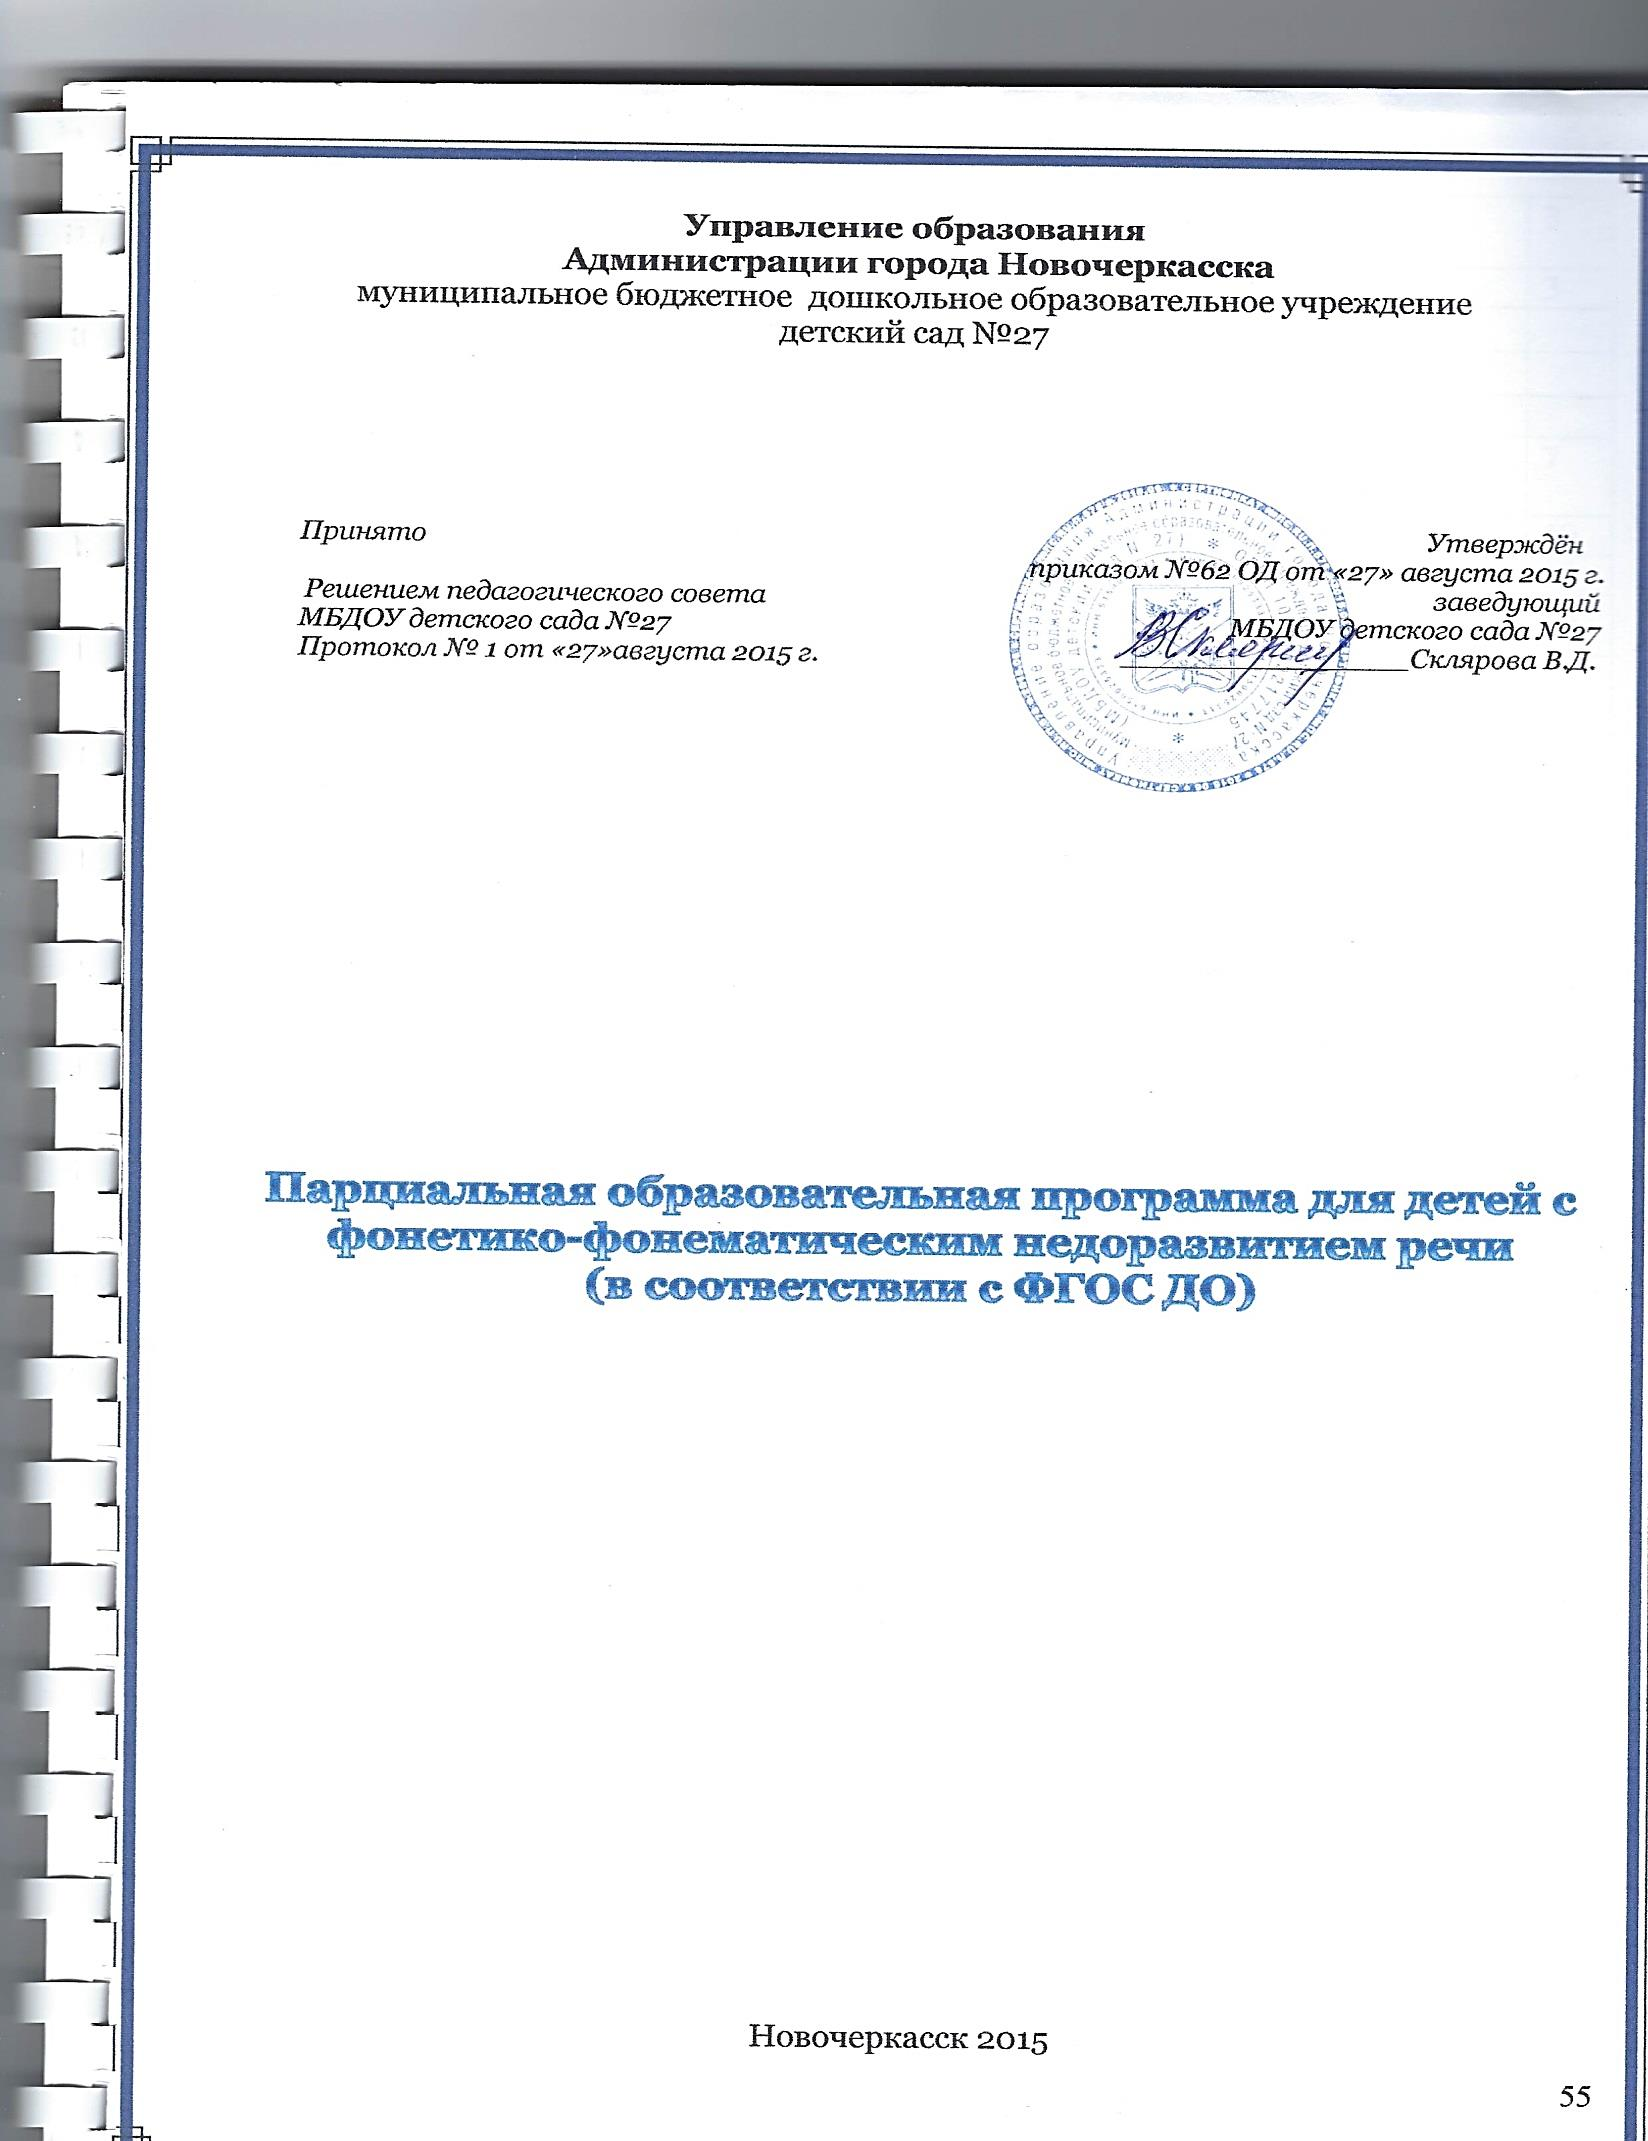 Управление образования
Администрации города Новочеркасска
муниципальное бюджетное дошкольное образовательное учреждение
детский сад №27
Принято
Решением педагогического совета
МБДОУ детского сада №27
Протокол № 1 от «27»августа 2015 г.
Утверждён
приказом №62 ОД от «27» августа 2015 г.
заведующий
МБДОУ детского сада №27
Склярова В.Д.
Парциальная образовательная программа для детей с
фонетико-фонематическим недоразвитием речи
(в соответствии с ФГОС ДО)
Новочеркасск 2015
55